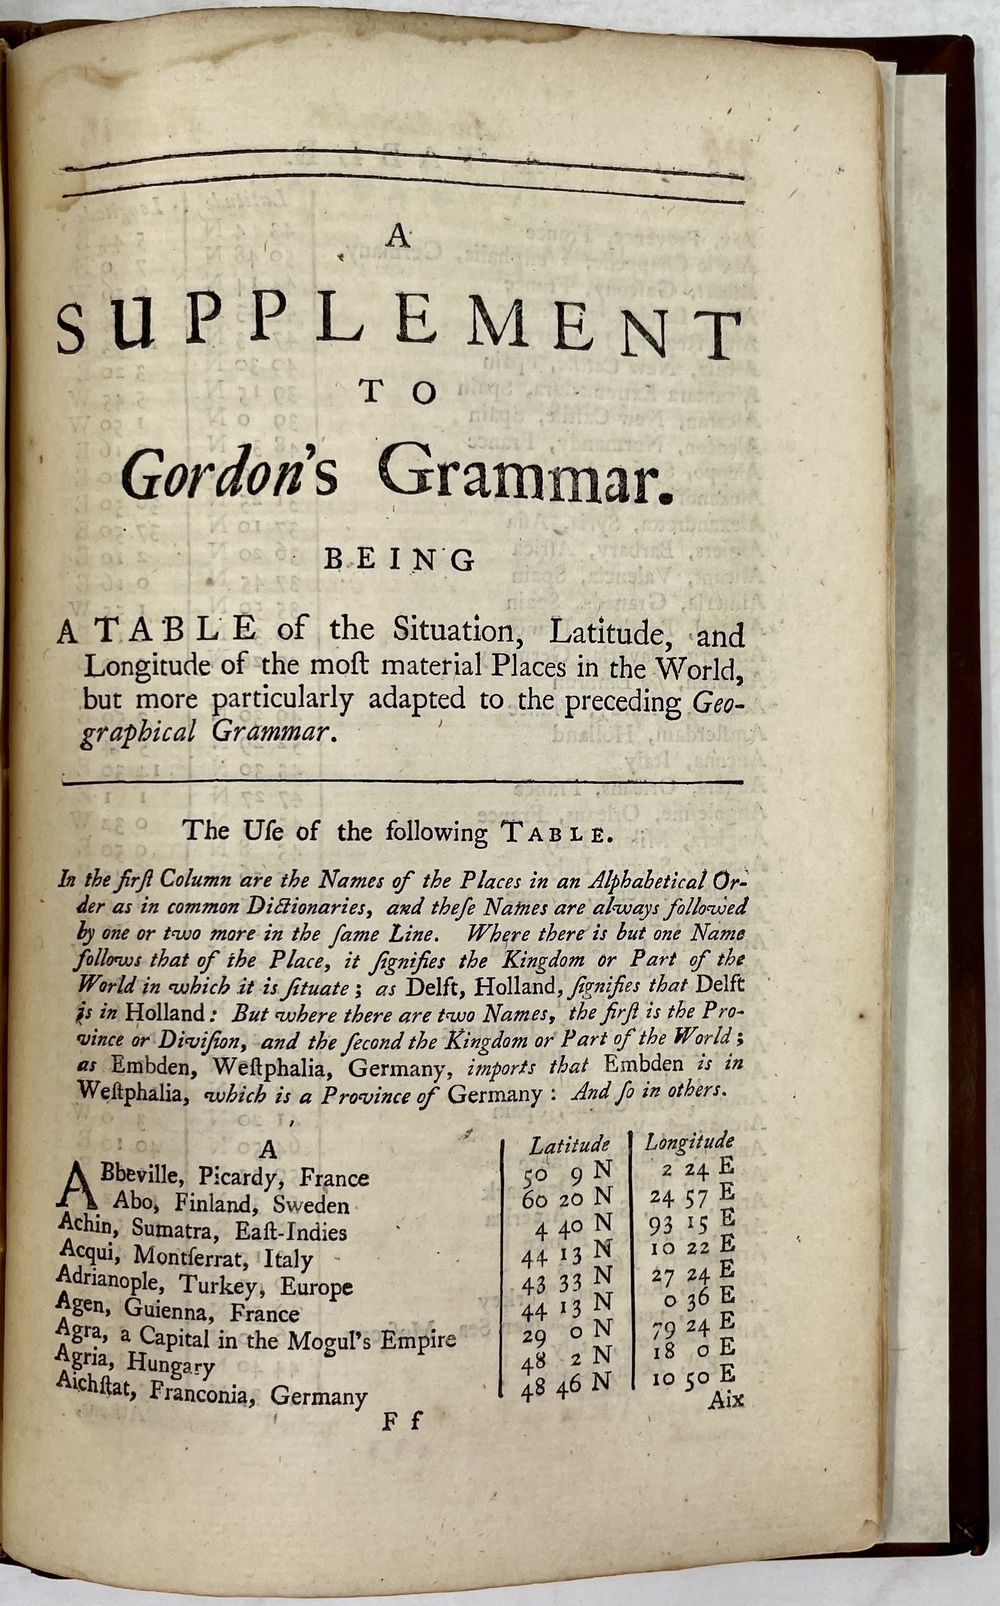 A
SUPPLEMENT
TO
Gordon's Grammar.
BEING
A TABLE of the Situation, Latitude, and
Longitude of the moſt material Places in the World,
but more particularly adapted to the preceding Geo-
graphical Grammar.
The Uſe of the following TABLE.
In the firſt Column are the Names of the Places in an Alphabetical Or-
der as in common Dictionaries, and theſe Names are always followed
by one or two more in the ſame Line. Where there is but one Name
follows that of the Place, it ſignifies the Kingdom or Part of the
World in which it is ſituate; as Delft, Holland, ſignifies that Delft
is in Holland: But where there are two Names, the firſt is the Pro-
vince or Diviſion, and the ſecond the Kingdom or Part of the World;
as Embden, Weſtphalia, Germany, imports that Embden is in
Weſtphalia, which is a Province of Germany: And ſo in others.
A Latitude Longitude
ABbeville, Picardy, France 50 9 N 2 24 E
Abo, Finland, Sweden 60 20 N 24 57 E
Achin, Sumatra, Eaſt-Indies 4 40 N 93 15 E
Acqui, Montſerrat, Italy 44 13 N 10 22 E
Adrianople, Turkey, Europe 43 33 N 27 24 E
Agen, Guienna, France 44 13 N 0 36 E
Agra, a Capital in the Mogul's Empire 29 0 N 79 24 E
Agria, Hungary 48 2 N 18 0 E
Aichſtat, Franconia, Germany 48 46 N 10 50 E
F f Aix